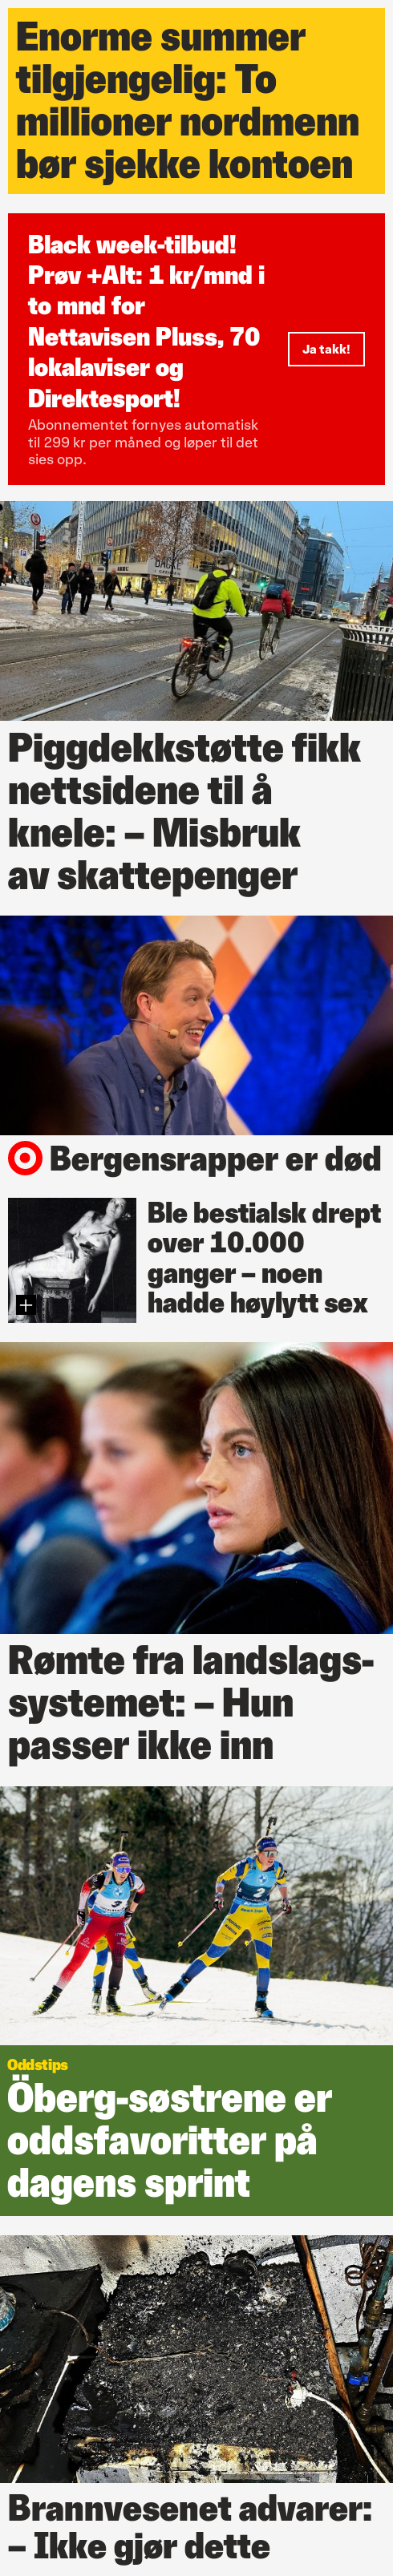 Enorme summer
tilgjengelig: To
millioner nordmenn
bør sjekke kontoen
Black week-tilbud!
Prøv +Alt: 1 kr/mnd i
to mnd for
Nettavisen Pluss, 70
lokalaviser og
Direktesport!
Abonnementet fornyes automatisk
til 299 kr per måned og løper til det
sies opp.
Ja takk!
Piggdekkstøtte fikk
nettsidene til å
knele: – Misbruk
av skattepenger
Bergensrapper er død
Ble bestialsk drept
over 10.000
ganger – noen
hadde høylytt sex
Rømte fra landslags-
systemet: – Hun
passer ikke inn
Oddstips
Öberg-søstrene er
oddsfavoritter på
dagens sprint
Brannvesenet advarer:
– Ikke gjør dette